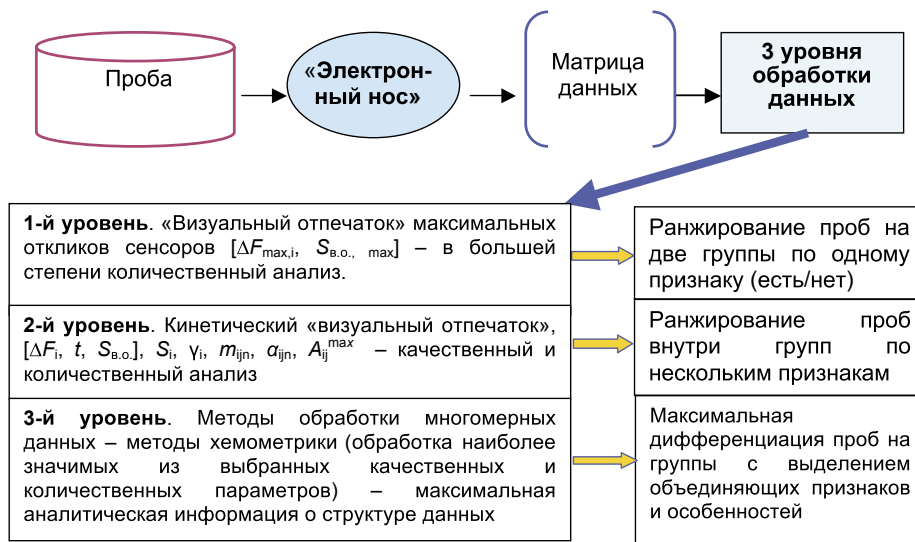 Проба
«Электрон-
ный нос»
Матрица
данных
3 уровня
обработки
данных
1-й уровень. «Визуальный отпечаток» максимальных
откликов сенсоров [ΔFmax,i, Sв.о., max] – в большей
степени количественный анализ.
Ранжирование проб на
две группы по одному
признаку (есть/нет)
2-й уровень. Кинетический «визуальный отпечаток»,
[ΔFi, t, Sв.о.], Si, γi, mijn, αijn, Aijmax – качественный и
количественный анализ
Ранжирование проб
внутри групп по
нескольким признакам
3-й уровень. Методы обработки многомерных
данных – методы хемометрики (обработка наиболее
значимых из выбранных качественных и
количественных параметров) – максимальная
аналитическая информация о структуре данных
Максимальная
дифференциация проб на
группы с выделением
объединяющих признаков
и особенностей